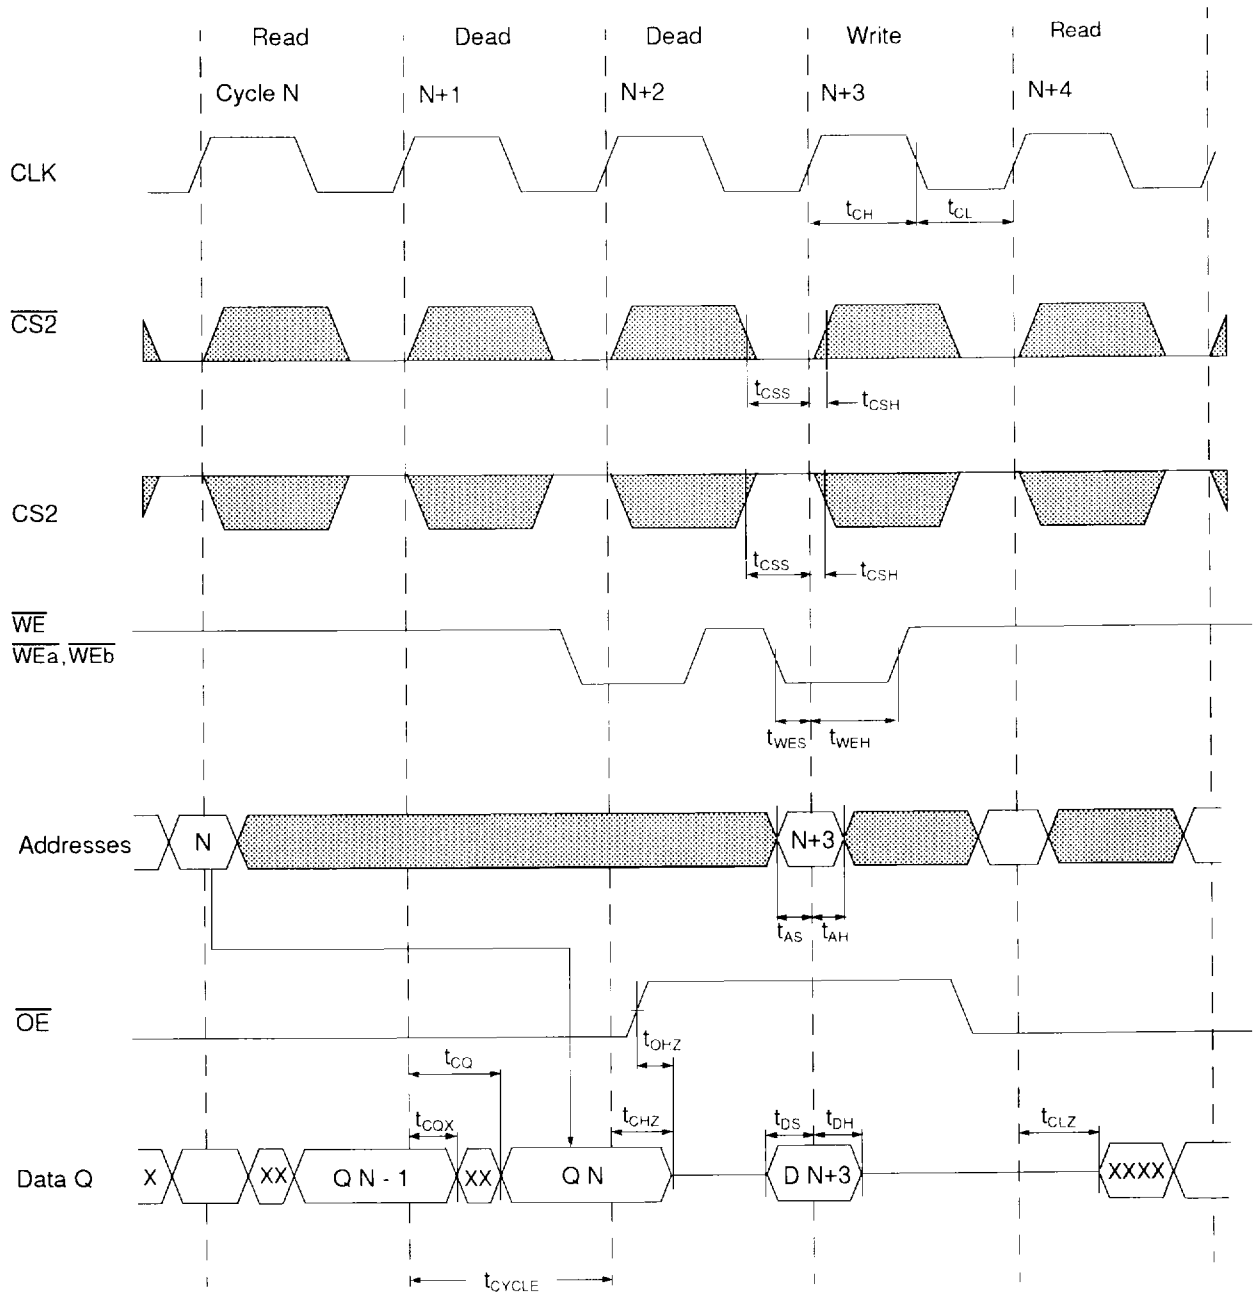 Read Dead Dead Write Read
Cycle N N+1 N+2 N+3 N+4
CLK
tCH tCL
CS2
tCSS tCSH
CS2
tCSS tCSH
WE
WEa, WEb
tWES tWEH
Addresses N N+3
tAS tAH
OE
tOHZ
tCQ
tCQX tCHZ tDS tDH tCLZ
Data Q X XX Q N - 1 XX Q N D N+3 XXXX
tCYCLE